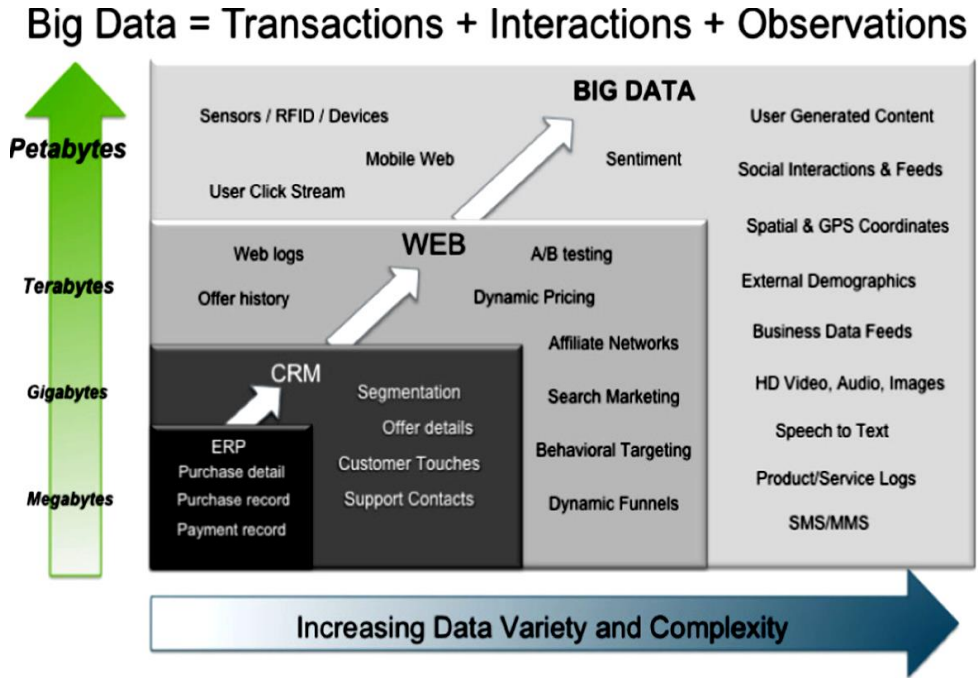 Big Data = Transactions + Interactions + Observations
BIG DATA
Sensors / RFID / Devices
User Generated Content
Petabytes
Mobile Web
Sentiment
Social Interactions & Feeds
User Click Stream
Spatial & GPS Coordinates
WEB
Web logs
A/B testing
External Demographics
Terabytes
Offer history
Dynamic Pricing
Business Data Feeds
Affiliate Networks
CRM
HD Video, Audio, Images
Gigabytes
Segmentation
Search Marketing
Offer details
Speech to Text
ERP
Behavioral Targeting
Purchase detail
Customer Touches
Product/Service Logs
Megabytes
Purchase record
Support Contacts
Dynamic Funnels
SMS/MMS
Payment record
Increasing Data Variety and Complexity